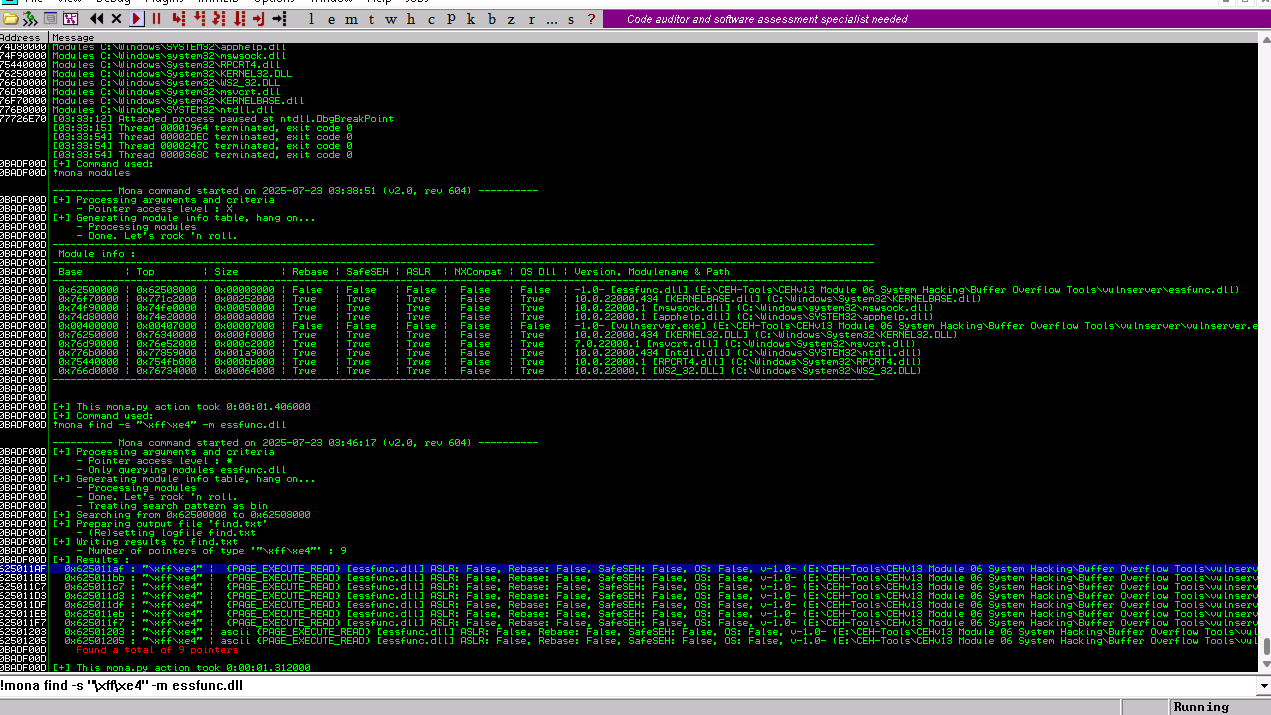 File View Debug Plugins ImmLib Options Window Help Jobs
l e m t w h c P k b z r ... s ?
Code auditor and software assessment specialist needed
Address Message
74D80000 Modules C:\Windows\SYSTEM32\apphelp.dll
74F90000 Modules C:\Windows\system32\mswsock.dll
75440000 Modules C:\Windows\System32\RPCRT4.dll
76250000 Modules C:\Windows\System32\KERNEL32.DLL
766D0000 Modules C:\Windows\System32\WS2_32.DLL
76D90000 Modules C:\Windows\System32\msvcrt.dll
76F70000 Modules C:\Windows\System32\KERNELBASE.dll
776B0000 Modules C:\Windows\SYSTEM32\ntdll.dll
77726E70 [03:33:12] Attached process paused at ntdll.DbgBreakPoint
[03:33:15] Thread 00001964 terminated, exit code 0
[03:33:54] Thread 00002DEC terminated, exit code 0
[03:33:54] Thread 0000247C terminated, exit code 0
[03:33:54] Thread 0000368C terminated, exit code 0
0BADF00D [+] Command used:
0BADF00D !mona modules
---------- Mona command started on 2025-07-23 03:38:51 (v2.0, rev 604) ----------
0BADF00D [+] Processing arguments and criteria
0BADF00D - Pointer access level : X
0BADF00D [+] Generating module info table, hang on...
0BADF00D - Processing modules
0BADF00D - Done. Let's rock 'n roll.
0BADF00D
0BADF00D Module info :
0BADF00D
0BADF00D Base | Top | Size | Rebase | SafeSEH | ASLR | NXCompat | OS Dll | Version, Modulename & Path
0BADF00D
0BADF00D 0x62500000 | 0x62508000 | 0x00008000 | False | False | False | False | False | -1.0- [essfunc.dll] (E:\CEH-Tools\CEHv13 Module 06 System Hacking\Buffer Overflow Tools\vulnserver\essfunc.dll)
0BADF00D 0x76f70000 | 0x771c2000 | 0x00252000 | True | True | True | False | True | 10.0.22000.434 [KERNELBASE.dll] (C:\Windows\System32\KERNELBASE.dll)
0BADF00D 0x74f90000 | 0x74fe0000 | 0x00050000 | True | True | True | False | True | 10.0.22000.1 [mswsock.dll] (C:\Windows\system32\mswsock.dll)
0BADF00D 0x74d80000 | 0x74e20000 | 0x000a0000 | True | True | True | False | True | 10.0.22000.1 [apphelp.dll] (C:\Windows\SYSTEM32\apphelp.dll)
0BADF00D 0x00400000 | 0x00407000 | 0x00007000 | False | False | False | False | False | -1.0- [vulnserver.exe] (E:\CEH-Tools\CEHv13 Module 06 System Hacking\Buffer Overflow Tools\vulnserver\vulnserver.e
0BADF00D 0x76250000 | 0x76340000 | 0x000f0000 | True | True | True | False | True | 10.0.22000.434 [KERNEL32.DLL] (C:\Windows\System32\KERNEL32.DLL)
0BADF00D 0x76d90000 | 0x76e52000 | 0x000c2000 | True | True | True | False | True | 7.0.22000.1 [msvcrt.dll] (C:\Windows\System32\msvcrt.dll)
0BADF00D 0x776b0000 | 0x77859000 | 0x001a9000 | True | True | True | False | True | 10.0.22000.434 [ntdll.dll] (C:\Windows\SYSTEM32\ntdll.dll)
0BADF00D 0x75440000 | 0x754fb000 | 0x000bb000 | True | True | True | False | True | 10.0.22000.1 [RPCRT4.dll] (C:\Windows\System32\RPCRT4.dll)
0BADF00D 0x766d0000 | 0x76734000 | 0x00064000 | True | True | True | False | True | 10.0.22000.1 [WS2_32.DLL] (C:\Windows\System32\WS2_32.DLL)
0BADF00D
0BADF00D
0BADF00D
0BADF00D [+] This mona.py action took 0:00:01.406000
0BADF00D [+] Command used:
0BADF00D !mona find -s "\xff\xe4" -m essfunc.dll
---------- Mona command started on 2025-07-23 03:46:17 (v2.0, rev 604) ----------
0BADF00D [+] Processing arguments and criteria
0BADF00D - Pointer access level : *
0BADF00D - Only querying modules essfunc.dll
0BADF00D [+] Generating module info table, hang on...
0BADF00D - Processing modules
0BADF00D - Done. Let's rock 'n roll.
0BADF00D - Treating search pattern as bin
0BADF00D [+] Searching from 0x62500000 to 0x62508000
0BADF00D [+] Preparing output file 'find.txt'
0BADF00D - (Re)setting logfile find.txt
0BADF00D [+] Writing results to find.txt
0BADF00D - Number of pointers of type '"\xff\xe4"' : 9
0BADF00D [+] Results :
625011AF 0x625011af : "\xff\xe4" | {PAGE_EXECUTE_READ} [essfunc.dll] ASLR: False, Rebase: False, SafeSEH: False, OS: False, v-1.0- (E:\CEH-Tools\CEHv13 Module 06 System Hacking\Buffer Overflow Tools\vulnserv
625011BB 0x625011bb : "\xff\xe4" | {PAGE_EXECUTE_READ} [essfunc.dll] ASLR: False, Rebase: False, SafeSEH: False, OS: False, v-1.0- (E:\CEH-Tools\CEHv13 Module 06 System Hacking\Buffer Overflow Tools\vulnserv
625011C7 0x625011c7 : "\xff\xe4" | {PAGE_EXECUTE_READ} [essfunc.dll] ASLR: False, Rebase: False, SafeSEH: False, OS: False, v-1.0- (E:\CEH-Tools\CEHv13 Module 06 System Hacking\Buffer Overflow Tools\vulnserv
625011D3 0x625011d3 : "\xff\xe4" | {PAGE_EXECUTE_READ} [essfunc.dll] ASLR: False, Rebase: False, SafeSEH: False, OS: False, v-1.0- (E:\CEH-Tools\CEHv13 Module 06 System Hacking\Buffer Overflow Tools\vulnserv
625011DF 0x625011df : "\xff\xe4" | {PAGE_EXECUTE_READ} [essfunc.dll] ASLR: False, Rebase: False, SafeSEH: False, OS: False, v-1.0- (E:\CEH-Tools\CEHv13 Module 06 System Hacking\Buffer Overflow Tools\vulnserv
625011EB 0x625011eb : "\xff\xe4" | {PAGE_EXECUTE_READ} [essfunc.dll] ASLR: False, Rebase: False, SafeSEH: False, OS: False, v-1.0- (E:\CEH-Tools\CEHv13 Module 06 System Hacking\Buffer Overflow Tools\vulnserv
625011F7 0x625011f7 : "\xff\xe4" | {PAGE_EXECUTE_READ} [essfunc.dll] ASLR: False, Rebase: False, SafeSEH: False, OS: False, v-1.0- (E:\CEH-Tools\CEHv13 Module 06 System Hacking\Buffer Overflow Tools\vulnserv
62501203 0x62501203 : "\xff\xe4" | ascii {PAGE_EXECUTE_READ} [essfunc.dll] ASLR: False, Rebase: False, SafeSEH: False, OS: False, v-1.0- (E:\CEH-Tools\CEHv13 Module 06 System Hacking\Buffer Overflow Tools\vul
62501205 0x62501205 : "\xff\xe4" | ascii {PAGE_EXECUTE_READ} [essfunc.dll] ASLR: False, Rebase: False, SafeSEH: False, OS: False, v-1.0- (E:\CEH-Tools\CEHv13 Module 06 System Hacking\Buffer Overflow Tools\vul
0BADF00D Found a total of 9 pointers
0BADF00D
0BADF00D [+] This mona.py action took 0:00:01.312000
!mona find -s "\xff\xe4" -m essfunc.dll
Running